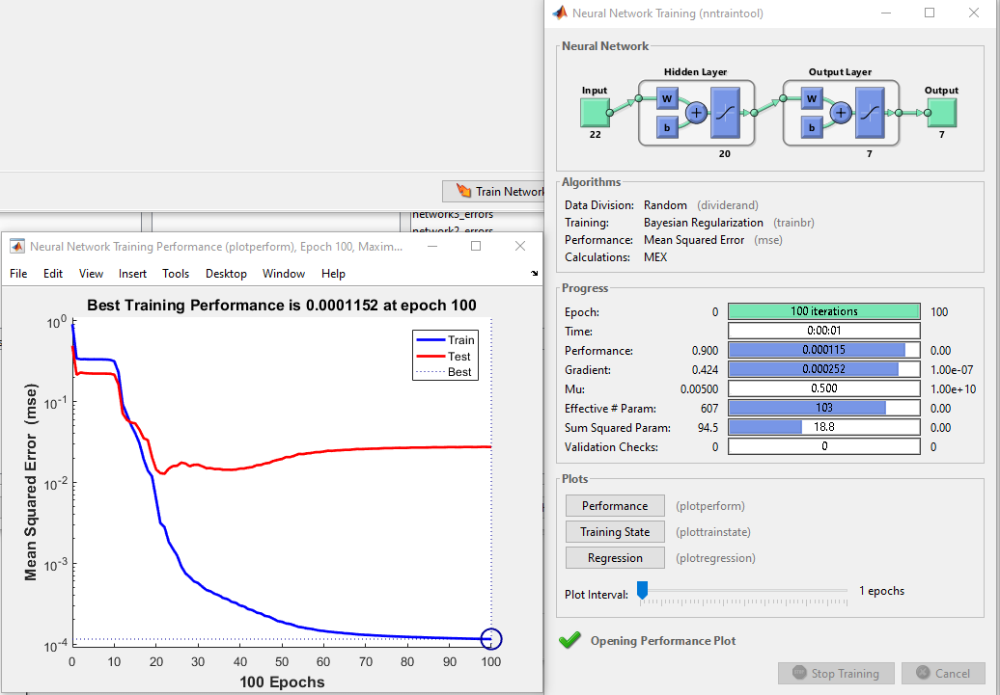 Neural Network Training (nntraintool)
Neural Network
Hidden Layer
Output Layer
Input
Output
W
b
+
W
b
+
22
20
7
7
Algorithms
Data Division: Random (dividerand)
Training: Bayesian Regularization (trainbr)
Performance: Mean Squared Error (mse)
Calculations: MEX
Progress
Epoch: 0 100 iterations 100
Time: 0:00:01
Performance: 0.900 0.000115 0.00
Gradient: 0.424 0.000252 1.00e-07
Mu: 0.00500 0.500 1.00e+10
Effective # Param: 607 103 0.00
Sum Squared Param: 94.5 18.8 0.00
Validation Checks: 0 0 0
Plots
Performance (plotperform)
Training State (plottrainstate)
Regression (plotregression)
Plot Interval: 1 epochs
Opening Performance Plot
Stop Training Cancel
Train Network
network3_errors
Neural Network Training Performance (plotperform), Epoch 100, Maxim...
File Edit View Insert Tools Desktop Window Help
Best Training Performance is 0.0001152 at epoch 100
Train
Test
Best
Mean Squared Error (mse)
10^0
10^-1
10^-2
10^-3
10^-4
0 10 20 30 40 50 60 70 80 90 100
100 Epochs